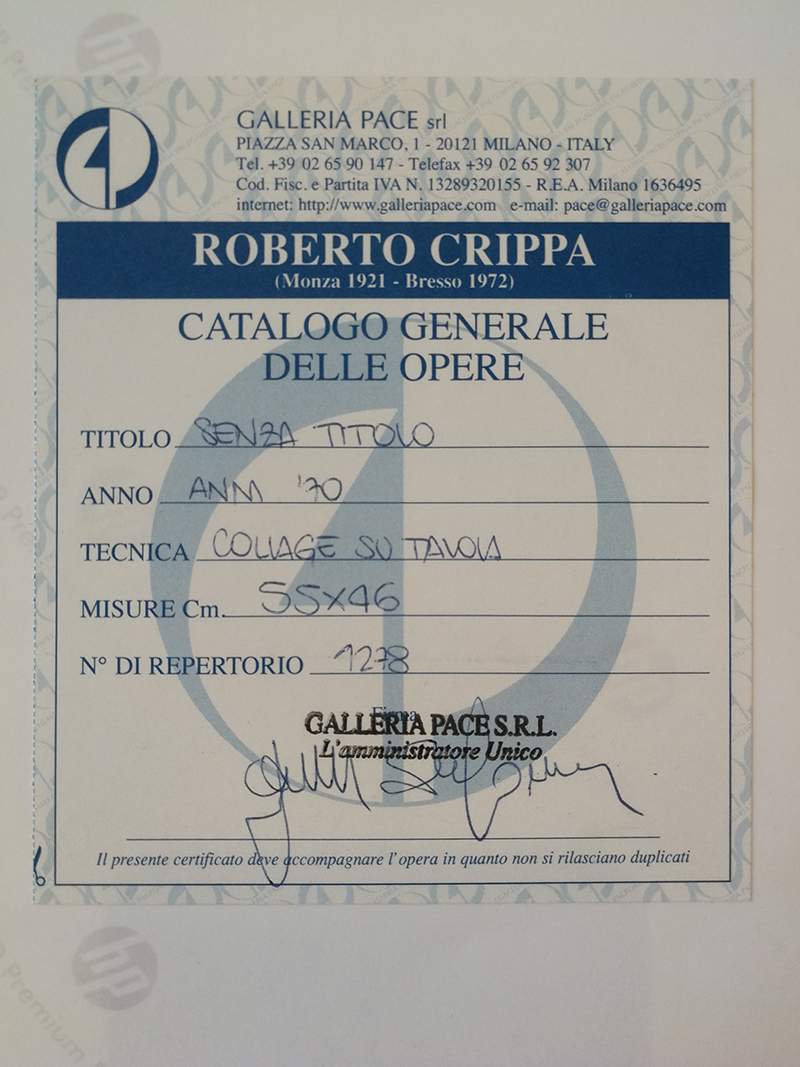 GALLERIA PACE srl
PIAZZA SAN MARCO, 1 - 20121 MILANO - ITALY
Tel. +39 02 65 90 147 - Telefax +39 02 65 92 307
Cod. Fisc. e Partita IVA N. 13289320155 - R.E.A. Milano 1636495
internet: http://www.galleriapace.com e-mail: pace@galleriapace.com
ROBERTO CRIPPA
(Monza 1921 - Bresso 1972)
CATALOGO GENERALE
DELLE OPERE
TITOLO SENZA TITOLO
ANNO ANNI '70
TECNICA COLLAGE SU TAVOLA
MISURE Cm. 55x46
N° DI REPERTORIO 1278
Firma
GALLERIA PACE S.R.L.
L'amministratore Unico
Il presente certificato deve accompagnare l'opera in quanto non si rilasciano duplicati
Premium